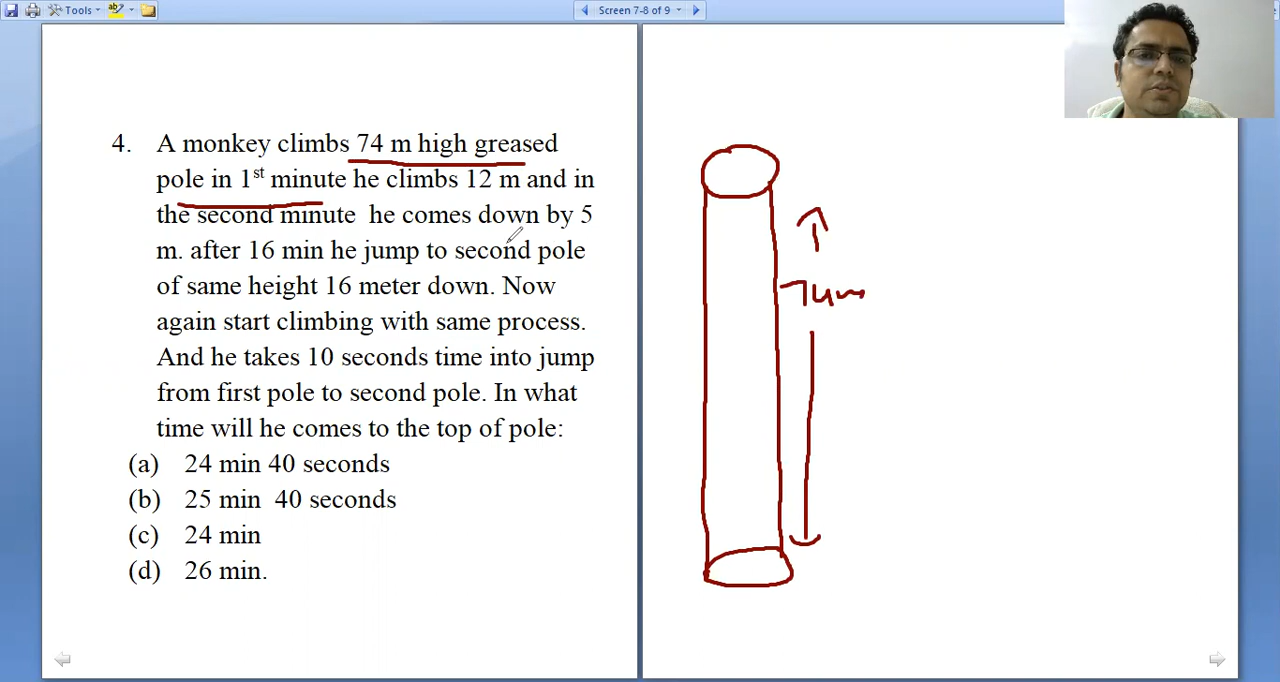 Tools
Screen 7-8 of 9
4. A monkey climbs 74 m high greased
pole in 1st minute he climbs 12 m and in
the second minute he comes down by 5
m. after 16 min he jump to second pole
of same height 16 meter down. Now
again start climbing with same process.
And he takes 10 seconds time into jump
from first pole to second pole. In what
time will he comes to the top of pole:
(a) 24 min 40 seconds
(b) 25 min 40 seconds
(c) 24 min
(d) 26 min.
74m